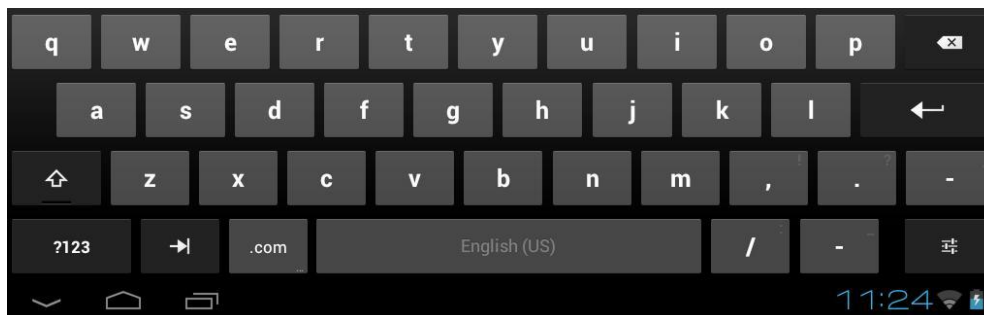 q w e r t y u i o p
a s d f g h j k l
! ?
z x c v b n m , . -
: _
?123 .com English (US) / -
...
11:24